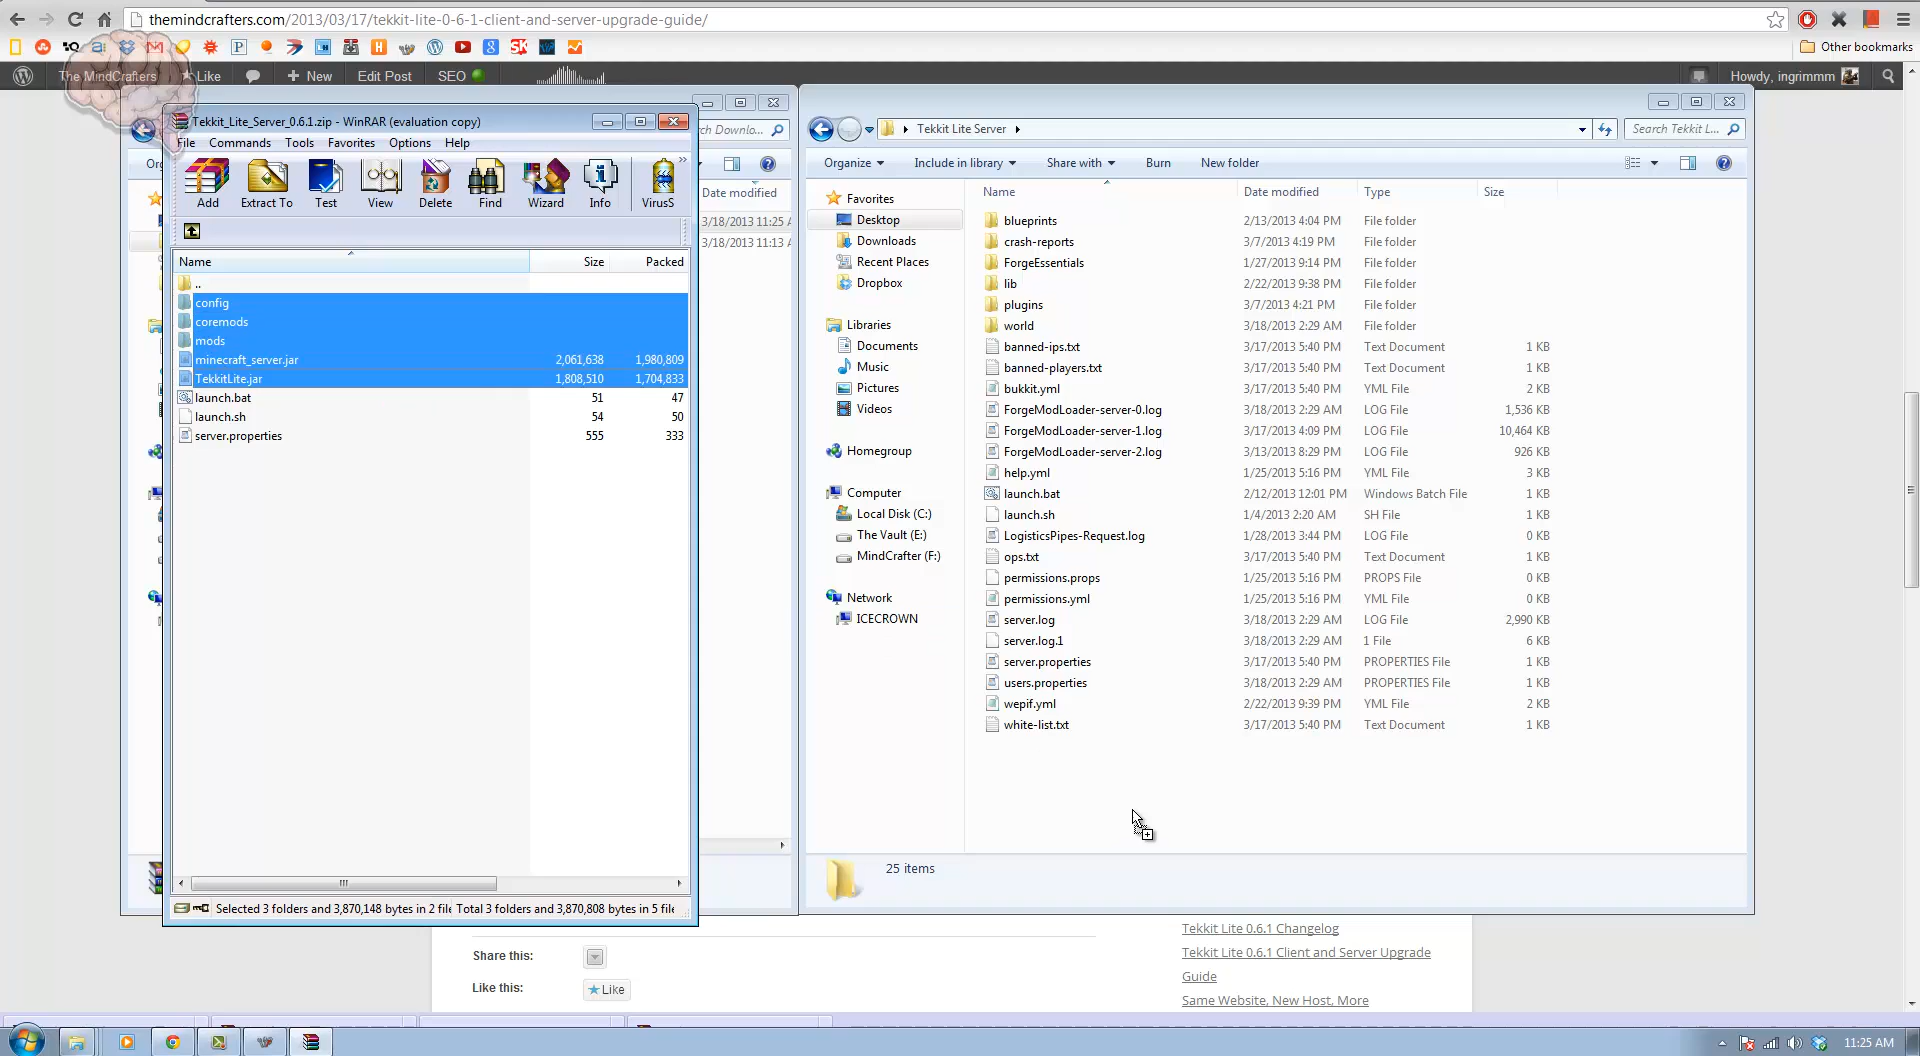 themindcrafters.com/2013/03/17/tekkit-lite-0-6-1-client-and-server-upgrade-guide/
Other bookmarks
The MindCrafters Like New Edit Post SEO Howdy, ingrimmm
Tekkit_Lite_Server_0.6.1.zip - WinRAR (evaluation copy)
File Commands Tools Favorites Options Help
Add Extract To Test View Delete Find Wizard Info VirusS
Name Size Packed
..
config
coremods
mods
minecraft_server.jar 2,061,638 1,980,809
TekkitLite.jar 1,808,510 1,704,833
launch.bat 51 47
launch.sh 54 50
server.properties 555 333
Selected 3 folders and 3,870,148 bytes in 2 file Total 3 folders and 3,870,808 bytes in 5 file
ch Downlo...
Date modified
3/18/2013 11:25 A
3/18/2013 11:13 A
Tekkit Lite Server Search Tekkit L...
Organize Include in library Share with Burn New folder
Favorites
Desktop
Downloads
Recent Places
Dropbox
Libraries
Documents
Music
Pictures
Videos
Homegroup
Computer
Local Disk (C:)
The Vault (E:)
MindCrafter (F:)
Network
ICECROWN
Name Date modified Type Size
blueprints 2/13/2013 4:04 PM File folder
crash-reports 3/7/2013 4:19 PM File folder
ForgeEssentials 1/27/2013 9:14 PM File folder
lib 2/22/2013 9:38 PM File folder
plugins 3/7/2013 4:21 PM File folder
world 3/18/2013 2:29 AM File folder
banned-ips.txt 3/17/2013 5:40 PM Text Document 1 KB
banned-players.txt 3/17/2013 5:40 PM Text Document 1 KB
bukkit.yml 3/17/2013 5:40 PM YML File 2 KB
ForgeModLoader-server-0.log 3/18/2013 2:29 AM LOG File 1,536 KB
ForgeModLoader-server-1.log 3/17/2013 4:09 PM LOG File 10,464 KB
ForgeModLoader-server-2.log 3/13/2013 8:29 PM LOG File 926 KB
help.yml 1/25/2013 5:16 PM YML File 3 KB
launch.bat 2/12/2013 12:01 PM Windows Batch File 1 KB
launch.sh 1/4/2013 2:20 AM SH File 1 KB
LogisticsPipes-Request.log 1/28/2013 3:44 PM LOG File 0 KB
ops.txt 3/17/2013 5:40 PM Text Document 1 KB
permissions.props 1/25/2013 5:16 PM PROPS File 0 KB
permissions.yml 1/25/2013 5:16 PM YML File 0 KB
server.log 3/18/2013 2:29 AM LOG File 2,990 KB
server.log.1 3/18/2013 2:29 AM 1 File 6 KB
server.properties 3/17/2013 5:40 PM PROPERTIES File 1 KB
users.properties 3/18/2013 2:29 AM PROPERTIES File 1 KB
wepif.yml 2/22/2013 9:39 PM YML File 2 KB
white-list.txt 3/17/2013 5:40 PM Text Document 1 KB
25 items
Share this:
Like this: Like
Tekkit Lite 0.6.1 Changelog
Tekkit Lite 0.6.1 Client and Server Upgrade
Guide
Same Website, New Host, More
11:25 AM